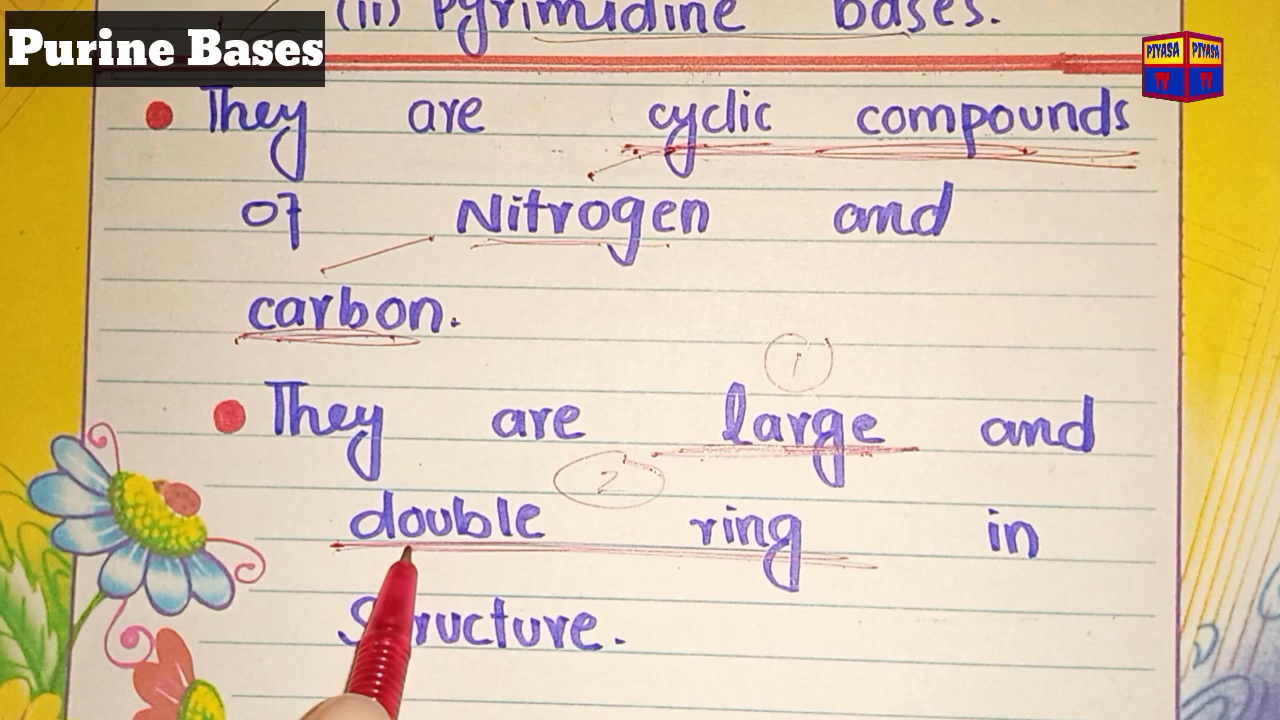 (ii) Pyrimidine bases.
Purine Bases
PIYASA PIYASA
TV TV
They are cyclic compounds
of Nitrogen and
carbon.
1
They are large and
2
double ring in
Structure.